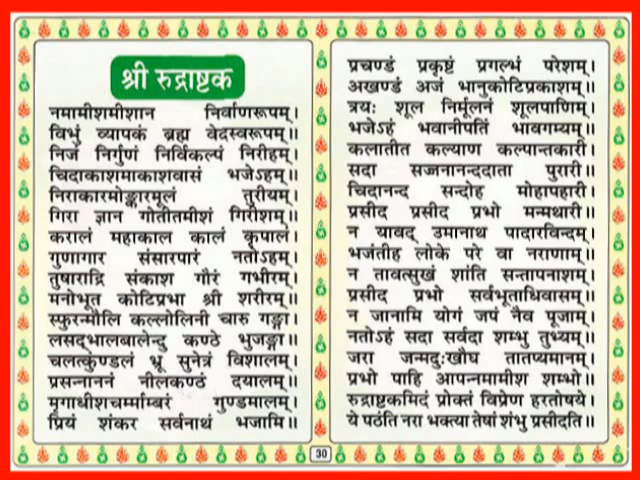 श्री रुद्राष्टक
नमामीशमीशान निर्वाणरूपम्।
विभुं व्यापकं ब्रह्म वेदस्वरूपम्॥
निजं निर्गुणं निर्विकल्पं निरीहम्।
चिदाकाशमाकाशवासं भजेऽहम्॥
निराकारमोङ्कारमूलं तुरीयम्।
गिरा ज्ञान गोतीतमीशं गिरीशम्॥
करालं महाकाल कालं कृपालं।
गुणागार संसारपारं नतोऽहम्॥
तुषाराद्रि संकाश गौरं गभीरम्।
मनोभूत कोटिप्रभा श्री शरीरम्॥
स्फुरन्मौलि कल्लोलिनी चारु गङ्गा।
लसद्भालबालेन्दु कण्ठे भुजङ्गा॥
चलत्कुण्डलं भ्रू सुनेत्रं विशालम्।
प्रसन्नाननं नीलकण्ठं दयालम्॥
मृगाधीशचर्म्माम्बरं गुण्डमालम्।
प्रियं शंकर सर्वनाथं भजामि॥
प्रचण्डं प्रकृष्टं प्रगल्भं परेशम्।
अखण्डं अजं भानुकोटिप्रकाशम्॥
त्रयः शूल निर्मूलनं शूलपाणिम्।
भजेऽहं भवानीपतिं भावगम्यम्॥
कलातीत कल्याण कल्पान्तकारी।
सदा सज्जनानन्ददाता पुरारी॥
चिदानन्द सन्दोह मोहापहारी।
प्रसीद प्रसीद प्रभो मन्मथारी॥
न यावद् उमानाथ पादारविन्दम्।
भजंतीह लोके परे वा नराणाम्॥
न तावत्सुखं शांति सन्तापनाशम्।
प्रसीद प्रभो सर्वभूताधिवासम्॥
न जानामि योगं जपं नैव पूजाम्।
नतोऽहं सदा सर्वदा शम्भु तुभ्यम्॥
जरा जन्मदुःखौघ तातप्यमानम्।
प्रभो पाहि आपन्नमामीश शम्भो॥
रुद्राष्टकमिदं प्रोक्तं विप्रेण हरतोषये।
ये पठंति नरा भक्त्या तेषां शंभु प्रसीदति॥
30